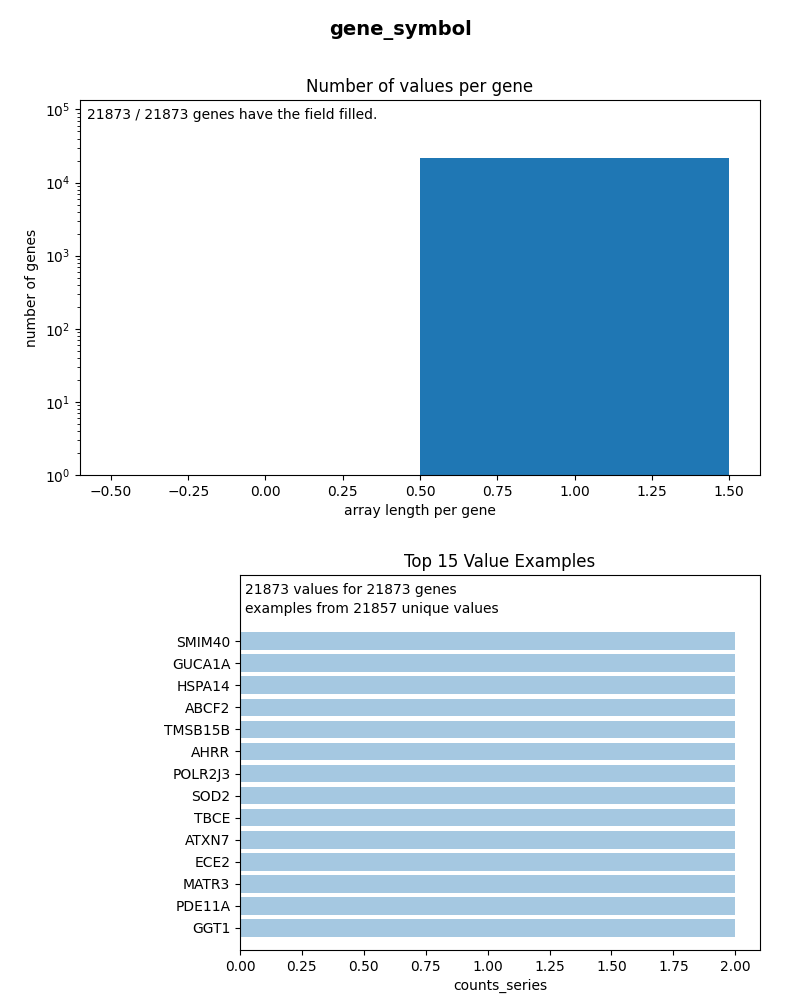 gene_symbol
Number of values per gene
21873 / 21873 genes have the field filled.
10^5
10^4
10^3
10^2
10^1
10^0
number of genes
−0.50 −0.25 0.00 0.25 0.50 0.75 1.00 1.25 1.50
array length per gene
Top 15 Value Examples
21873 values for 21873 genes
examples from 21857 unique values
SMIM40
GUCA1A
HSPA14
ABCF2
TMSB15B
AHRR
POLR2J3
SOD2
TBCE
ATXN7
ECE2
MATR3
PDE11A
GGT1
0.00 0.25 0.50 0.75 1.00 1.25 1.50 1.75 2.00
counts_series